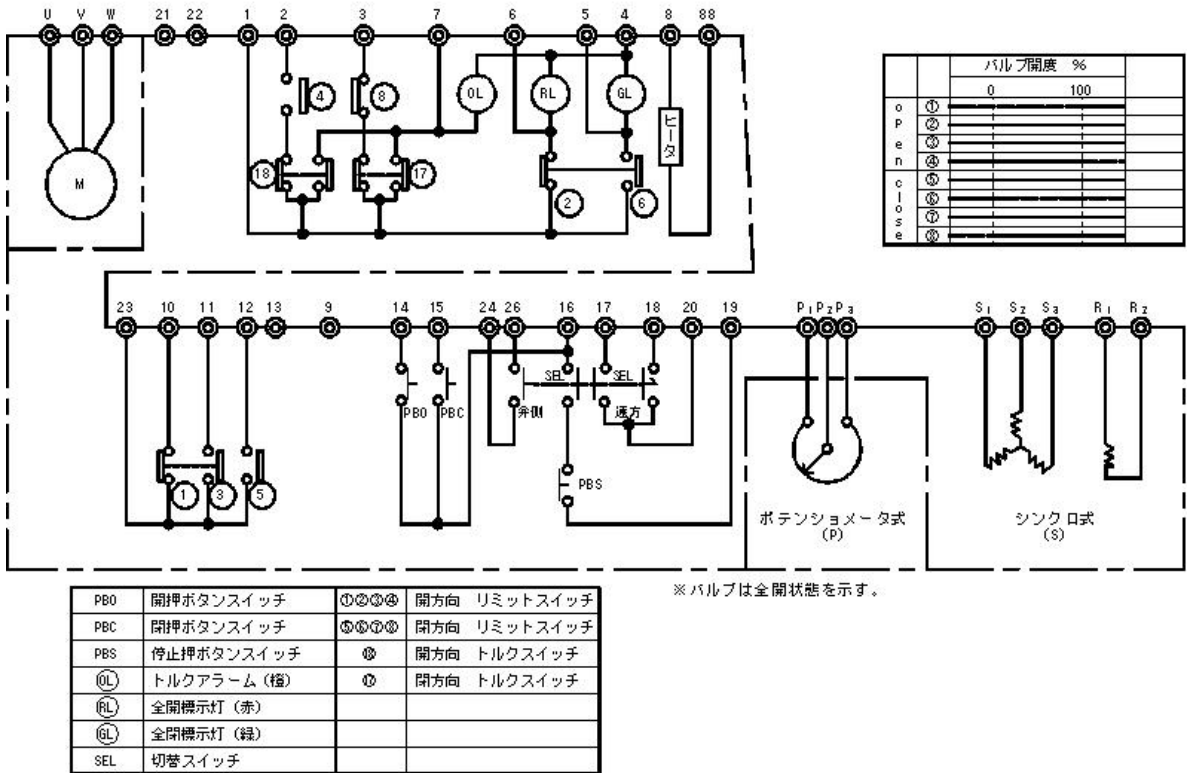 U V W 21 22 1 2 3 7 6 5 4 8 88
④ ⑧ OL RL GL
ヒータ
M
⑱ ⑰ ② ⑥
バルブ開度 %
0 100
open ①
②
③
④
close ⑤
⑥
⑦
⑧
23 10 11 12 13 9 14 15 24 26 16 17 18 20 19 P1 P2 P3 S1 S2 S3 R1 R2
SEL SEL
PBO PBC 弁側 遠方
PBS
① ③ ⑤
ポテンショメータ式
(P)
シンクロ式
(S)
※バルブは全開状態を示す。
PBO 開押ボタンスイッチ ①②③④ 開方向 リミットスイッチ
PBC 閉押ボタンスイッチ ⑤⑥⑦⑧ 閉方向 リミットスイッチ
PBS 停止押ボタンスイッチ ⑱ 開方向 トルクスイッチ
OL トルクアラーム(橙) ⑰ 閉方向 トルクスイッチ
RL 全開標示灯(赤)
GL 全閉標示灯(緑)
SEL 切替スイッチ